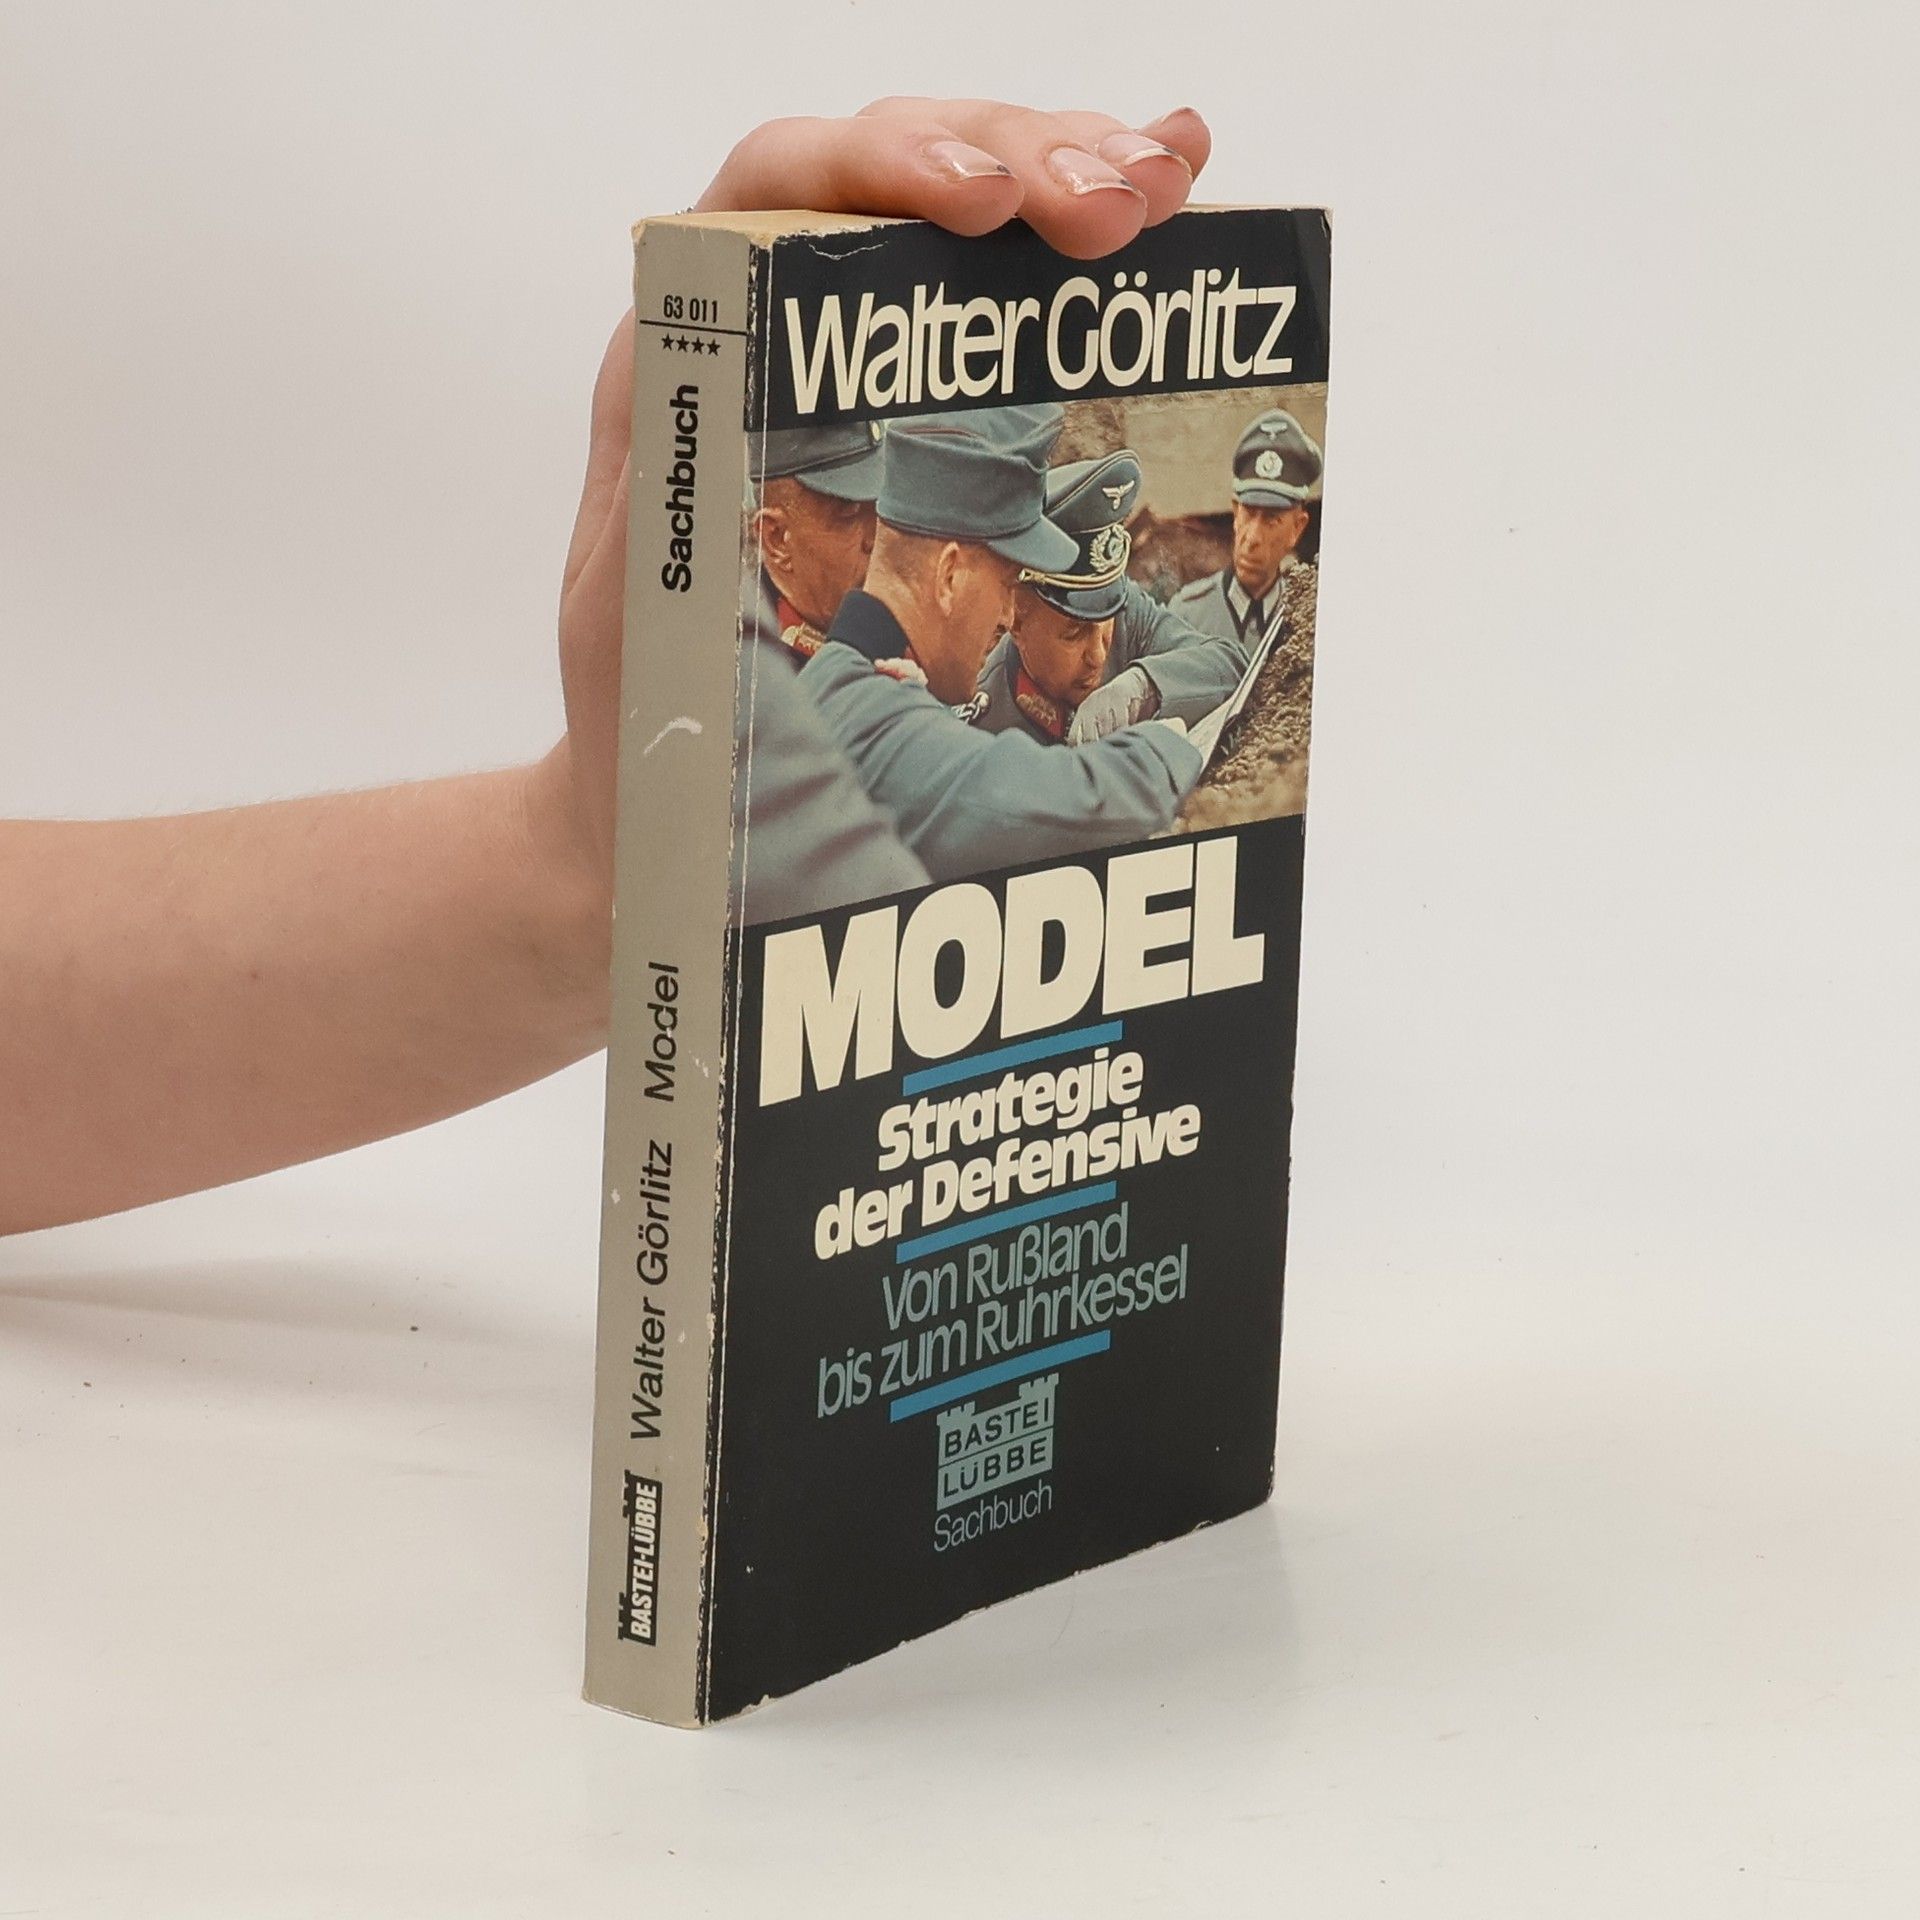 63 011
★★★★
Sachbuch
Walter Görlitz Model
BASTEI-LÜBBE
Walter Görlitz
MODEL
Strategie
der Defensive
Von Rußland
bis zum Ruhrkessel
BASTEI
LÜBBE
Sachbuch